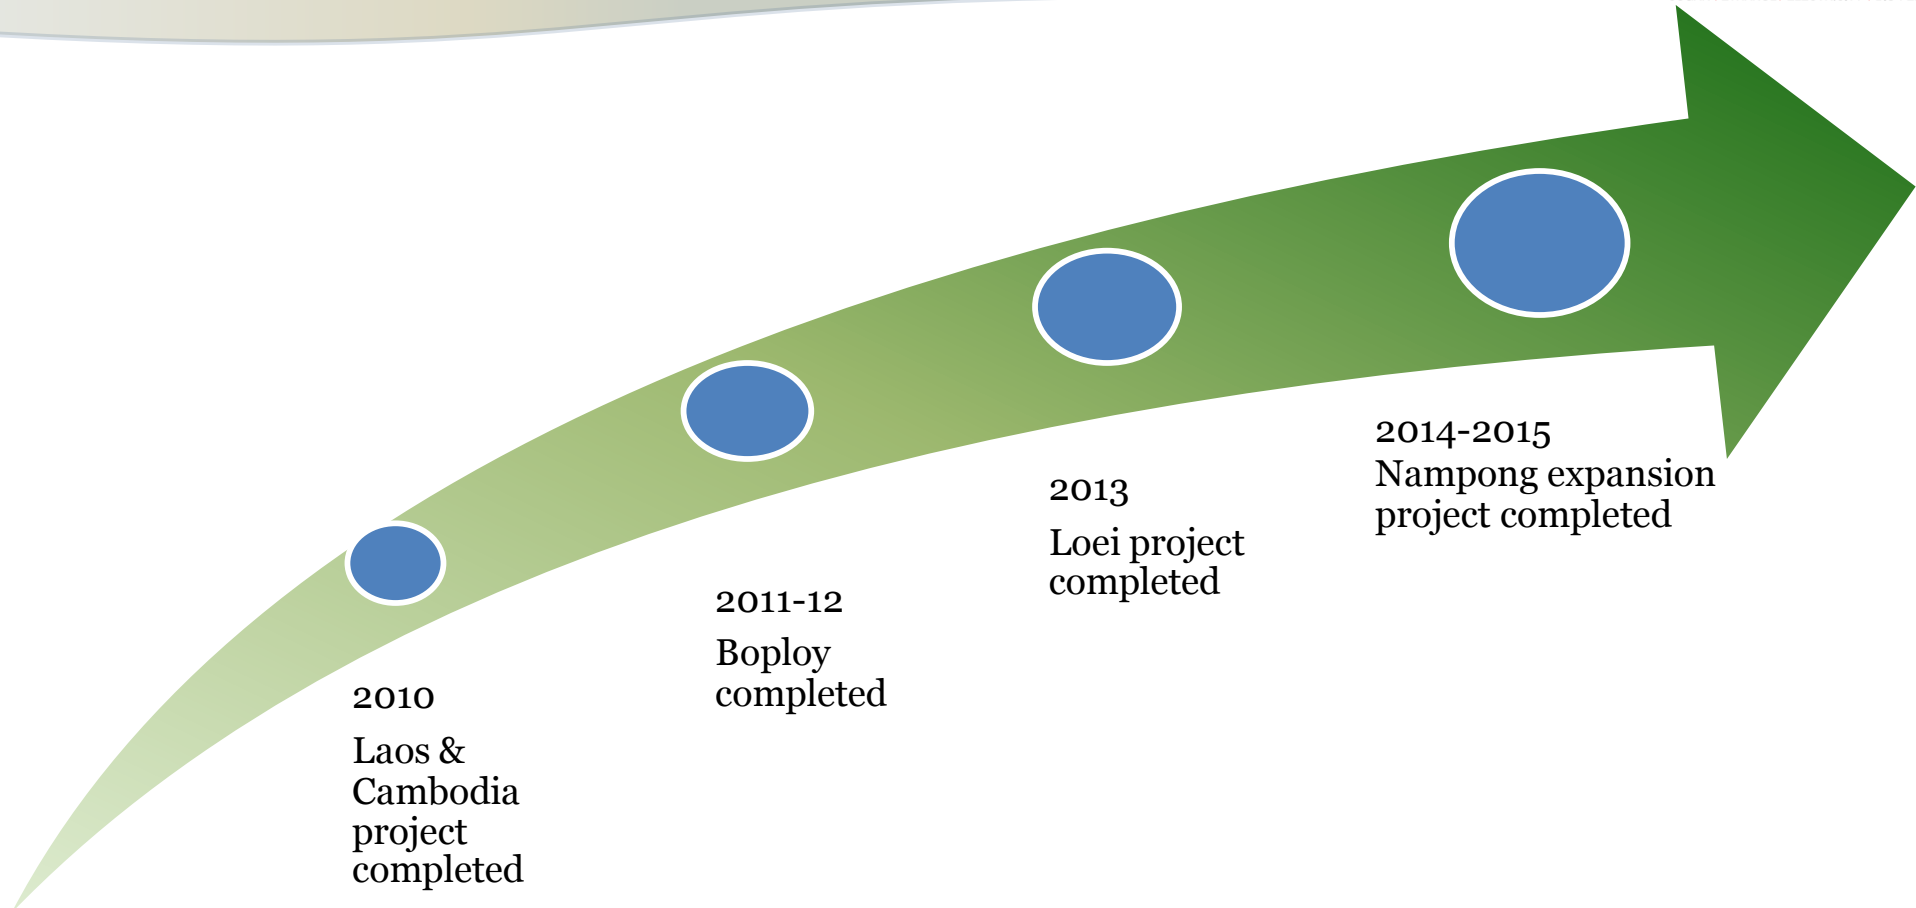 2010
Laos &
Cambodia
project
completed
2011-12
Boploy
completed
2013
Loei project
completed
2014-2015
Nampong expansion
project completed